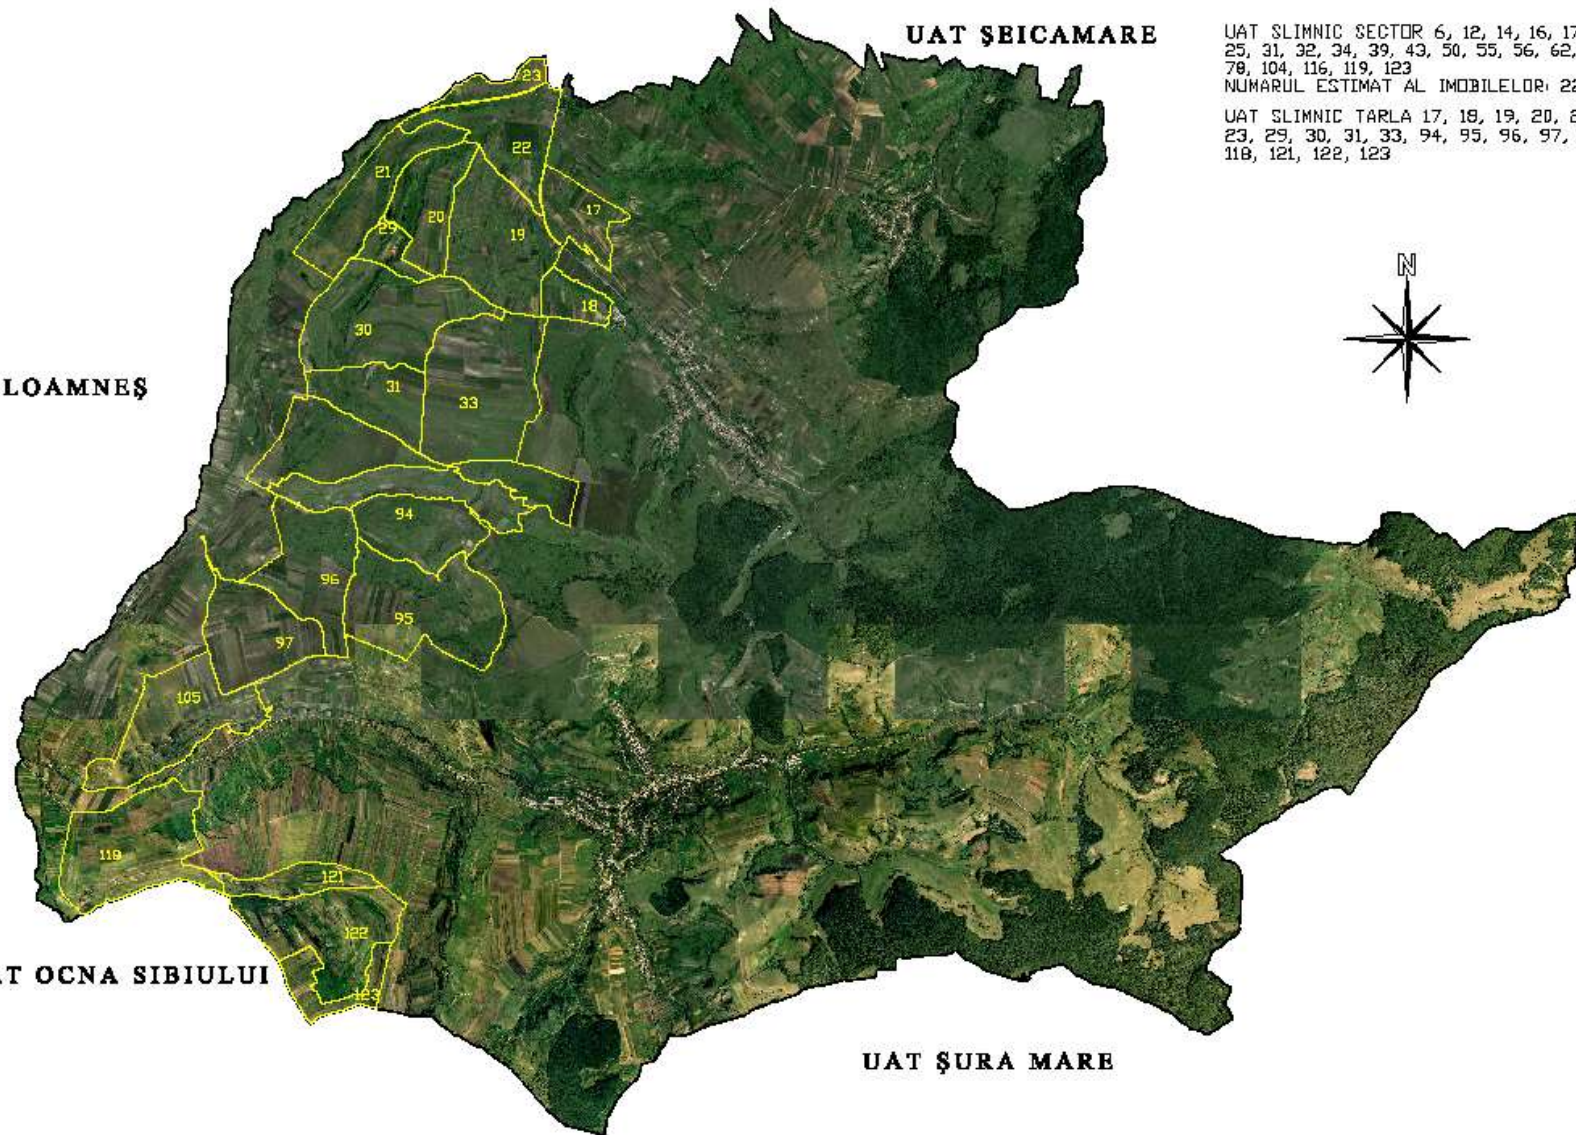 UAT ŞEICAMARE
UAT SLIMNIC SECTOR 6, 12, 14, 16, 17
25, 31, 32, 34, 39, 43, 50, 55, 56, 62,
78, 104, 116, 119, 123
NUMARUL ESTIMAT AL IMOBILELOR: 22
UAT SLIMNIC TARLA 17, 18, 19, 20, 2
23, 29, 30, 31, 33, 94, 95, 96, 97,
118, 121, 122, 123
23
22
21
20
17
29
19
N
18
30
LOAMNEŞ
31
33
94
96
95
97
105
118
121
122
OCNA SIBIULUI
123
UAT ŞURA MARE